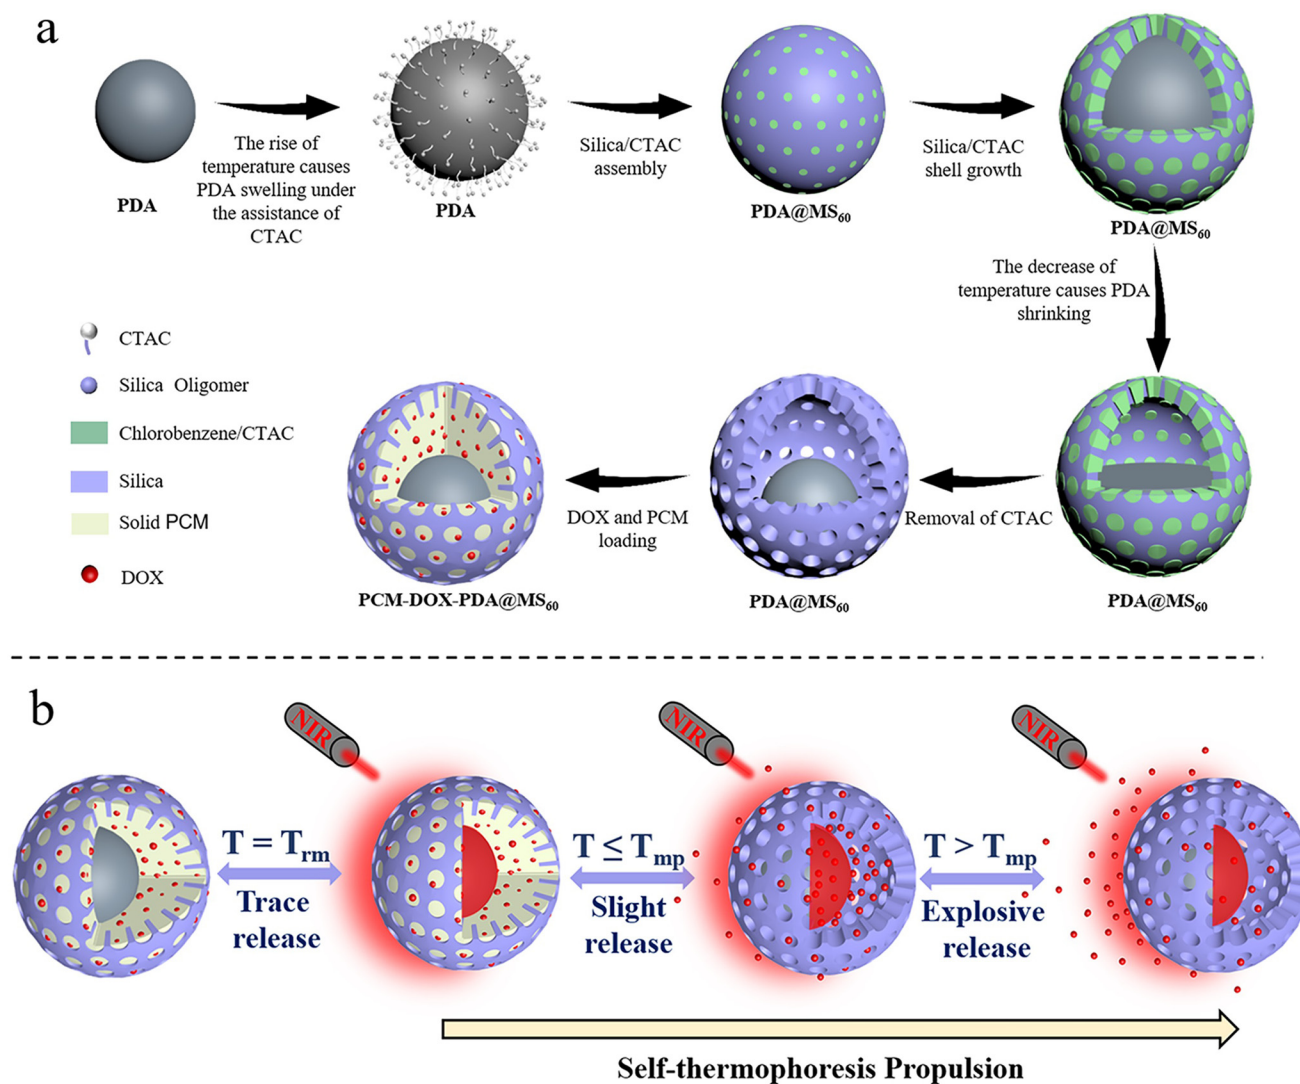 a
PDA
The rise of
temperature causes
PDA swelling under
the assistance of
CTAC
PDA
Silica/CTAC
assembly
PDA@MS60
Silica/CTAC
shell growth
PDA@MS60
The decrease of
temperature causes PDA
shrinking
CTAC
Silica Oligomer
Chlorobenzene/CTAC
Silica
Solid PCM
DOX
PCM-DOX-PDA@MS60
DOX and PCM
loading
PDA@MS60
Removal of CTAC
PDA@MS60
b
NIR
NIR
NIR
T = Trm
Trace
release
T ≤ Tmp
Slight
release
T > Tmp
Explosive
release
Self-thermophoresis Propulsion